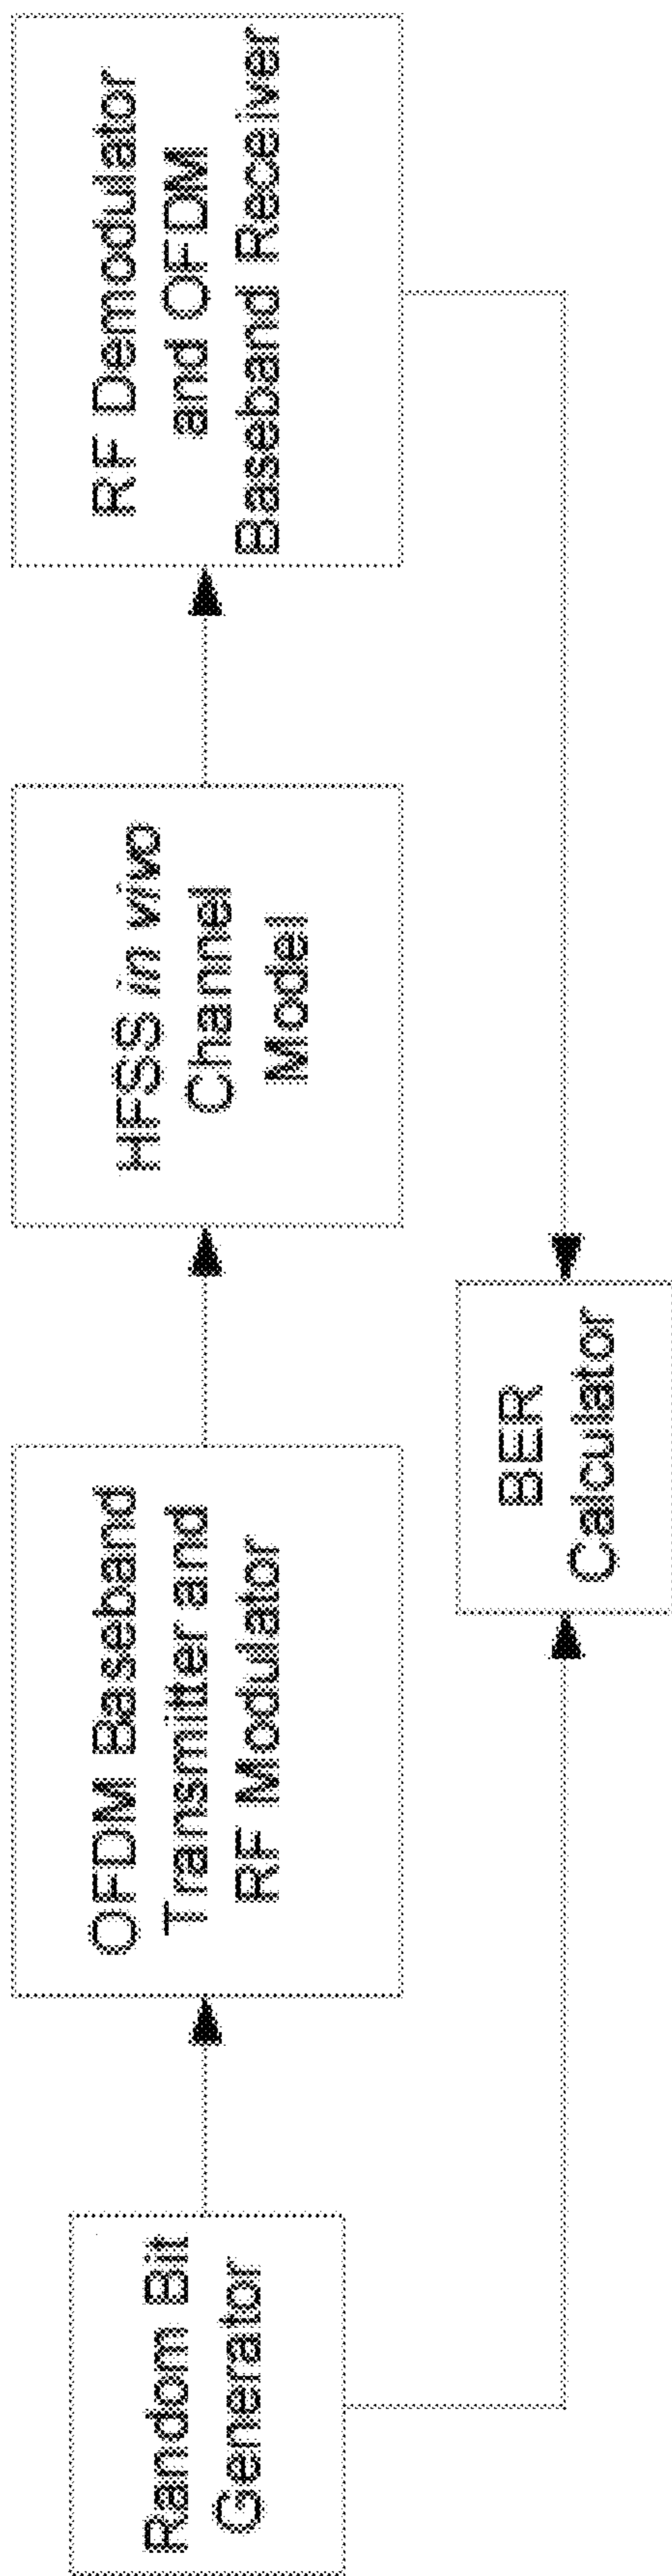 Random Bit
Generator
OFDM Baseband
Transmitter and
RF Modulator
HFSS in vivo
Channel
Model
RF Demodulator
and OFDM
Baseband Receiver
BER
Calculator